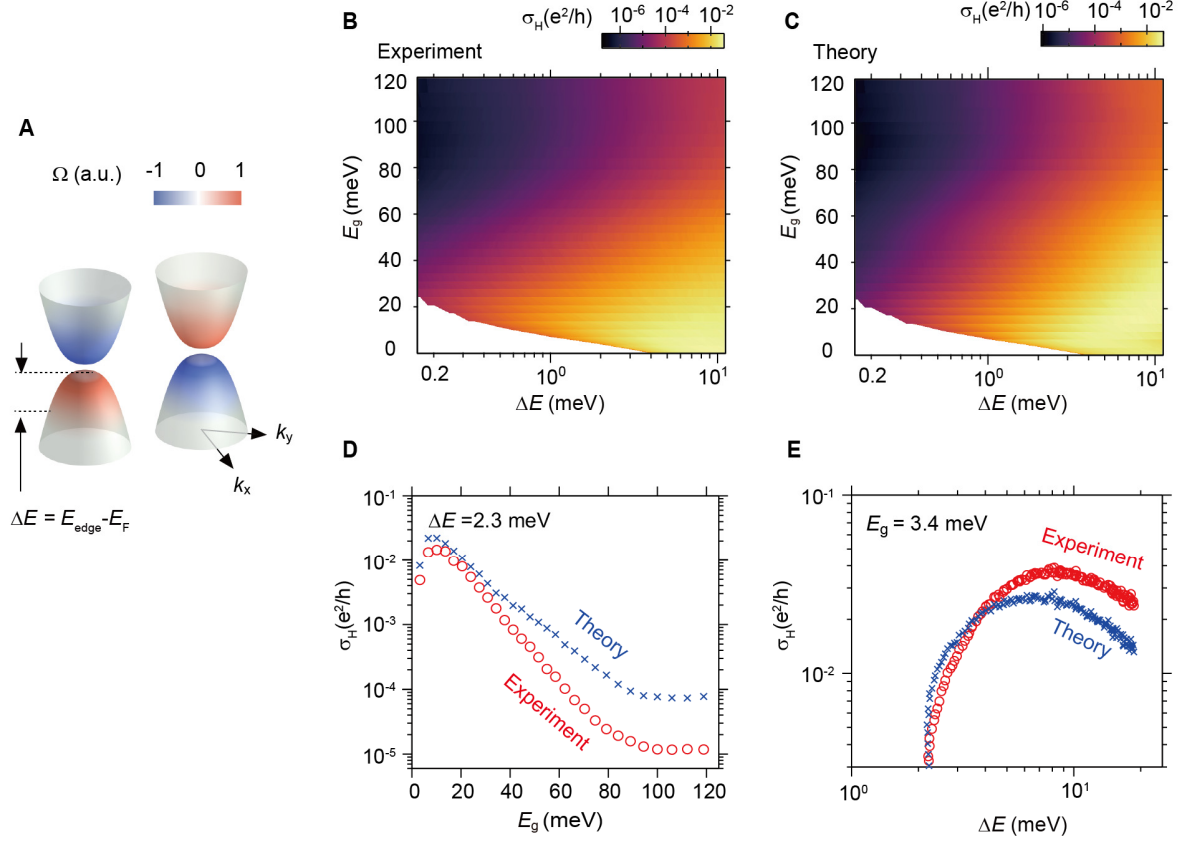 A
Ω (a.u.)
-1 0 1
k_y
k_x
ΔE = E_edge-E_F
B
σ_H(e²/h)
10⁻⁶ 10⁻⁴ 10⁻²
Experiment
E_g (meV)
120
100
80
60
40
20
0
0.2 10⁰ 10¹
ΔE (meV)
C
σ_H(e²/h)
10⁻⁶ 10⁻⁴ 10⁻²
Theory
E_g (meV)
120
100
80
60
40
20
0
0.2 10⁰ 10¹
ΔE (meV)
D
ΔE =2.3 meV
σ_H(e²/h)
10⁻¹
10⁻²
10⁻³
10⁻⁴
10⁻⁵
Theory
Experiment
0 20 40 60 80 100 120
E_g (meV)
E
E_g = 3.4 meV
σ_H(e²/h)
10⁻¹
10⁻²
Experiment
Theory
10⁰ 10¹
ΔE (meV)